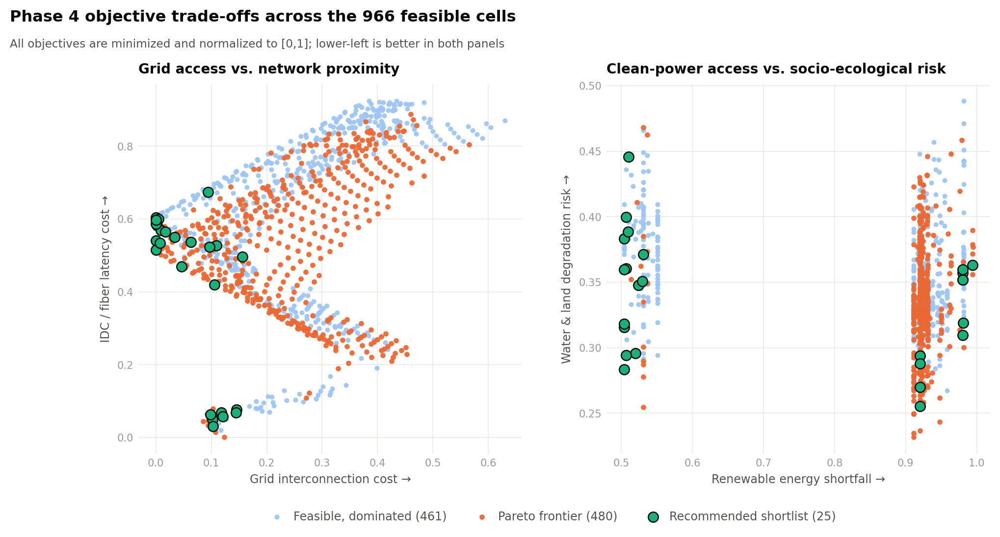 Phase 4 objective trade-offs across the 966 feasible cells
All objectives are minimized and normalized to [0,1]; lower-left is better in both panels
Grid access vs. network proximity
IDC / fiber latency cost →
0.8
0.6
0.4
0.2
0.0
0.0 0.1 0.2 0.3 0.4 0.5 0.6
Grid interconnection cost →
Clean-power access vs. socio-ecological risk
Water & land degradation risk →
0.50
0.45
0.40
0.35
0.30
0.25
0.5 0.6 0.7 0.8 0.9 1.0
Renewable energy shortfall →
Feasible, dominated (461) Pareto frontier (480) Recommended shortlist (25)